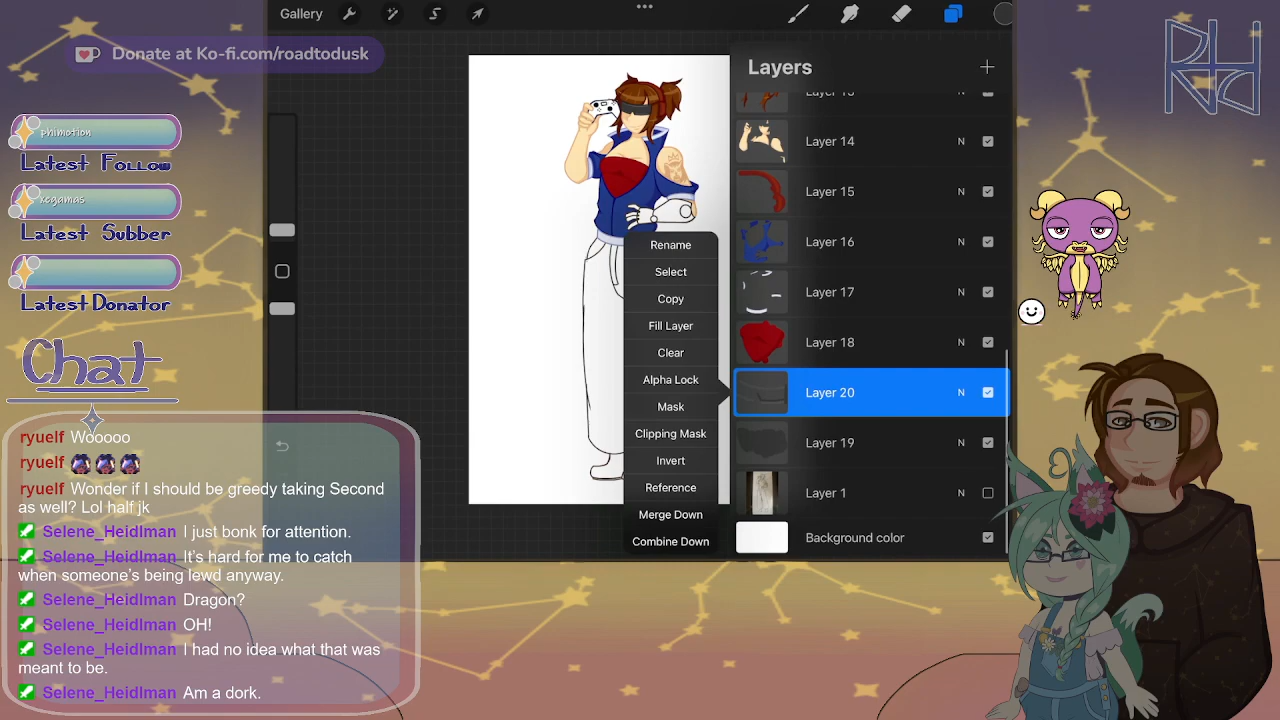 Gallery
Donate at Ko-fi.com/roadtodusk
phimotion
Latest Follow
xcgamas
Latest Subber
Latest Donator
Chat
ryuelf Wooooo
ryuelf
ryuelf Wonder if I should be greedy taking Second
as well? Lol half jk
Selene_Heidlman I just bonk for attention.
Selene_Heidlman It's hard for me to catch
when someone's being lewd anyway.
Selene_Heidlman Dragon?
Selene_Heidlman OH!
Selene_Heidlman I had no idea what that was
meant to be.
Selene_Heidlman Am a dork.
Rename
Select
Copy
Fill Layer
Clear
Alpha Lock
Mask
Clipping Mask
Invert
Reference
Merge Down
Combine Down
Layers
Layer 13 N
Layer 14 N
Layer 15 N
Layer 16 N
Layer 17 N
Layer 18 N
Layer 20 N
Layer 19 N
Layer 1 N
Background color